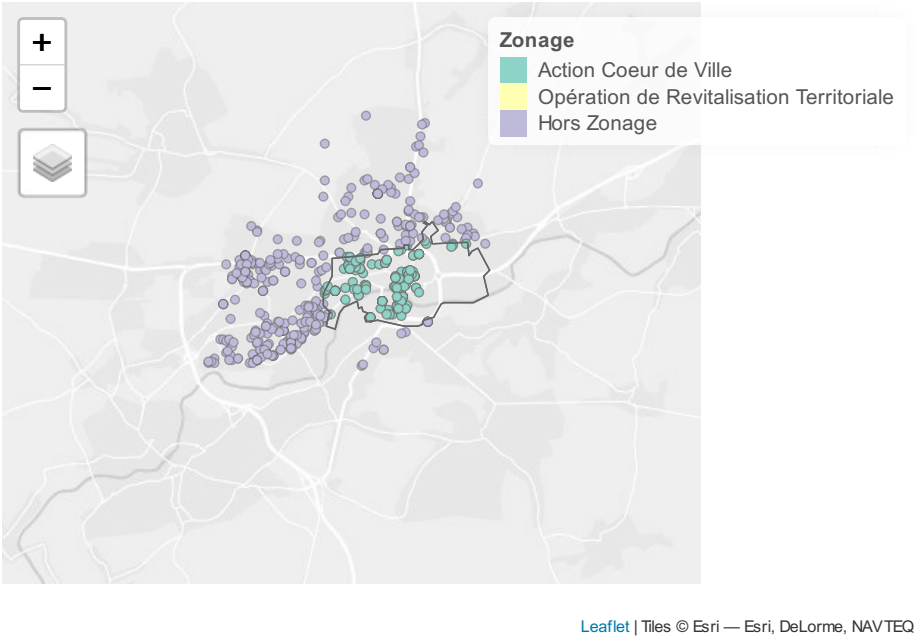 +
−
Zonage
Action Coeur de Ville
Opération de Revitalisation Territoriale
Hors Zonage
Leaflet | Tiles © Esri — Esri, DeLorme, NAVTEQ